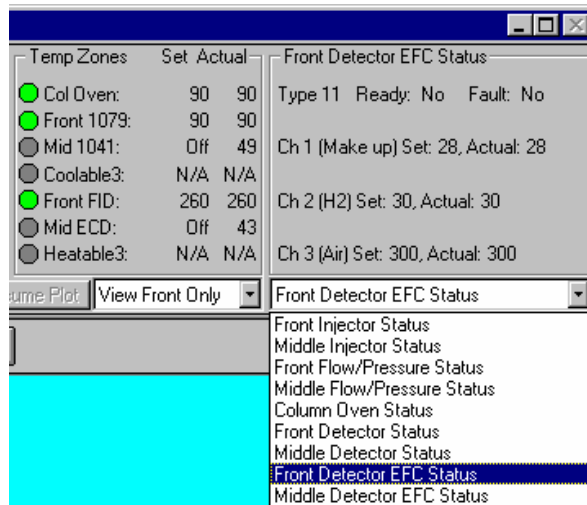 Temp Zones Set Actual
Col Oven: 90 90
Front 1079: 90 90
Mid 1041: Off 49
Coolable3: N/A N/A
Front FID: 260 260
Mid ECD: Off 43
Heatable3: N/A N/A
Front Detector EFC Status
Type 11 Ready: No Fault: No
Ch 1 (Make up) Set: 28, Actual: 28
Ch 2 (H2) Set: 30, Actual: 30
Ch 3 (Air) Set: 300, Actual: 300
ume Plot View Front Only
Front Detector EFC Status
Front Injector Status
Middle Injector Status
Front Flow/Pressure Status
Middle Flow/Pressure Status
Column Oven Status
Front Detector Status
Middle Detector Status
Front Detector EFC Status
Middle Detector EFC Status